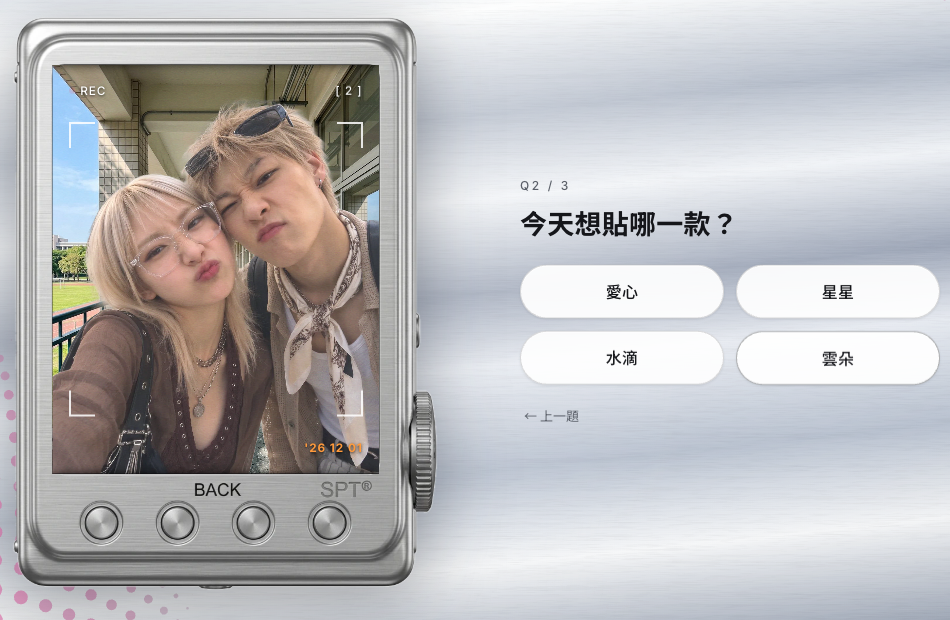 REC
[ 2 ]
'26 12 01
BACK
SPT®
Q2 / 3
今天想貼哪一款？
愛心
星星
水滴
雲朵
← 上一題